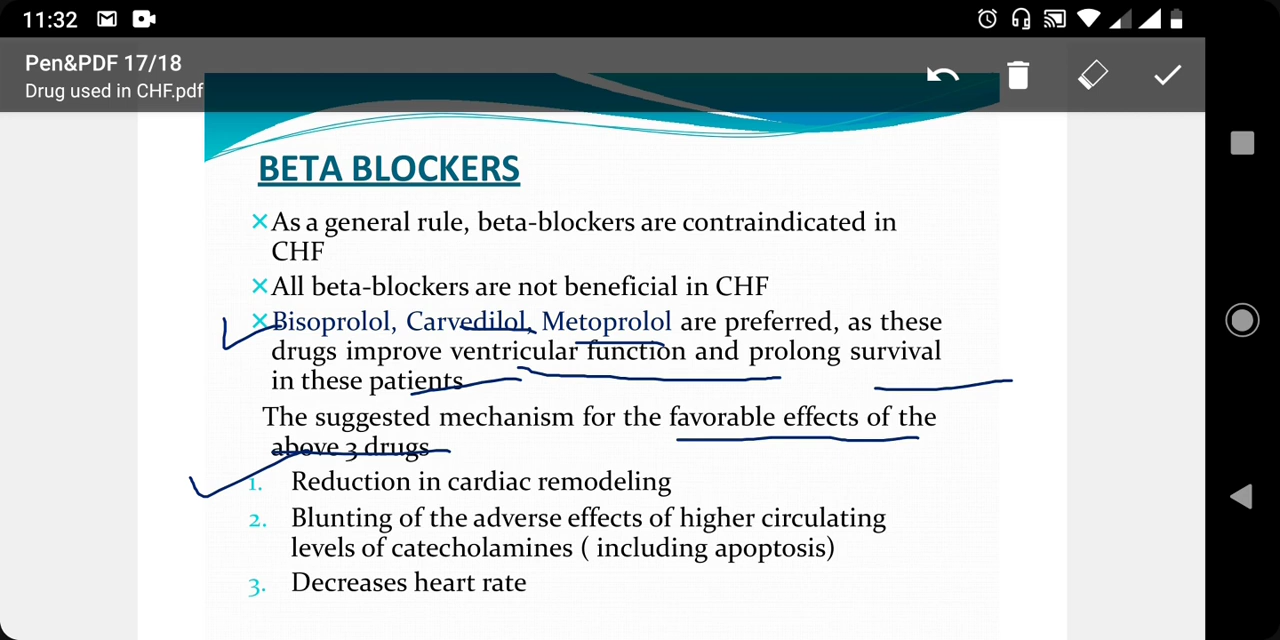 11:32
Pen&PDF 17/18
Drug used in CHF.pdf
BETA BLOCKERS
As a general rule, beta-blockers are contraindicated in
CHF
All beta-blockers are not beneficial in CHF
Bisoprolol, Carvedilol, Metoprolol are preferred, as these
drugs improve ventricular function and prolong survival
in these patients
The suggested mechanism for the favorable effects of the
above 3 drugs
1. Reduction in cardiac remodeling
2. Blunting of the adverse effects of higher circulating
levels of catecholamines ( including apoptosis)
3. Decreases heart rate